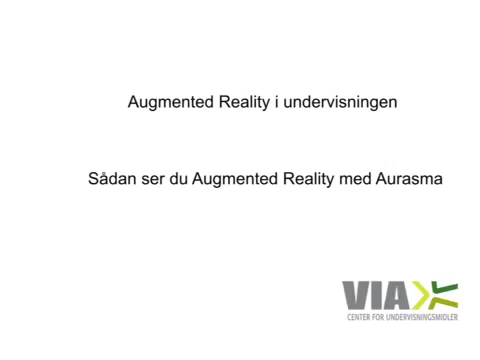 Augmented Reality i undervisningen
Sådan ser du Augmented Reality med Aurasma
VIA
CENTER FOR UNDERVISNINGSMIDLER